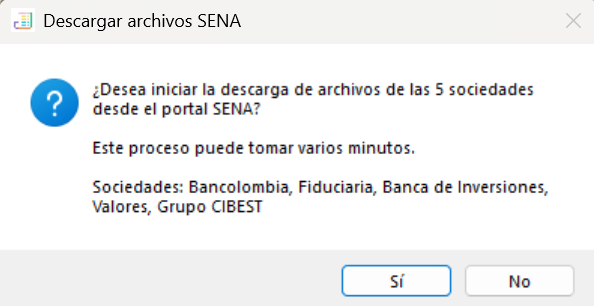 Descargar archivos SENA
¿Desea iniciar la descarga de archivos de las 5 sociedades
desde el portal SENA?
Este proceso puede tomar varios minutos.
Sociedades: Bancolombia, Fiduciaria, Banca de Inversiones,
Valores, Grupo CIBEST
Sí
No